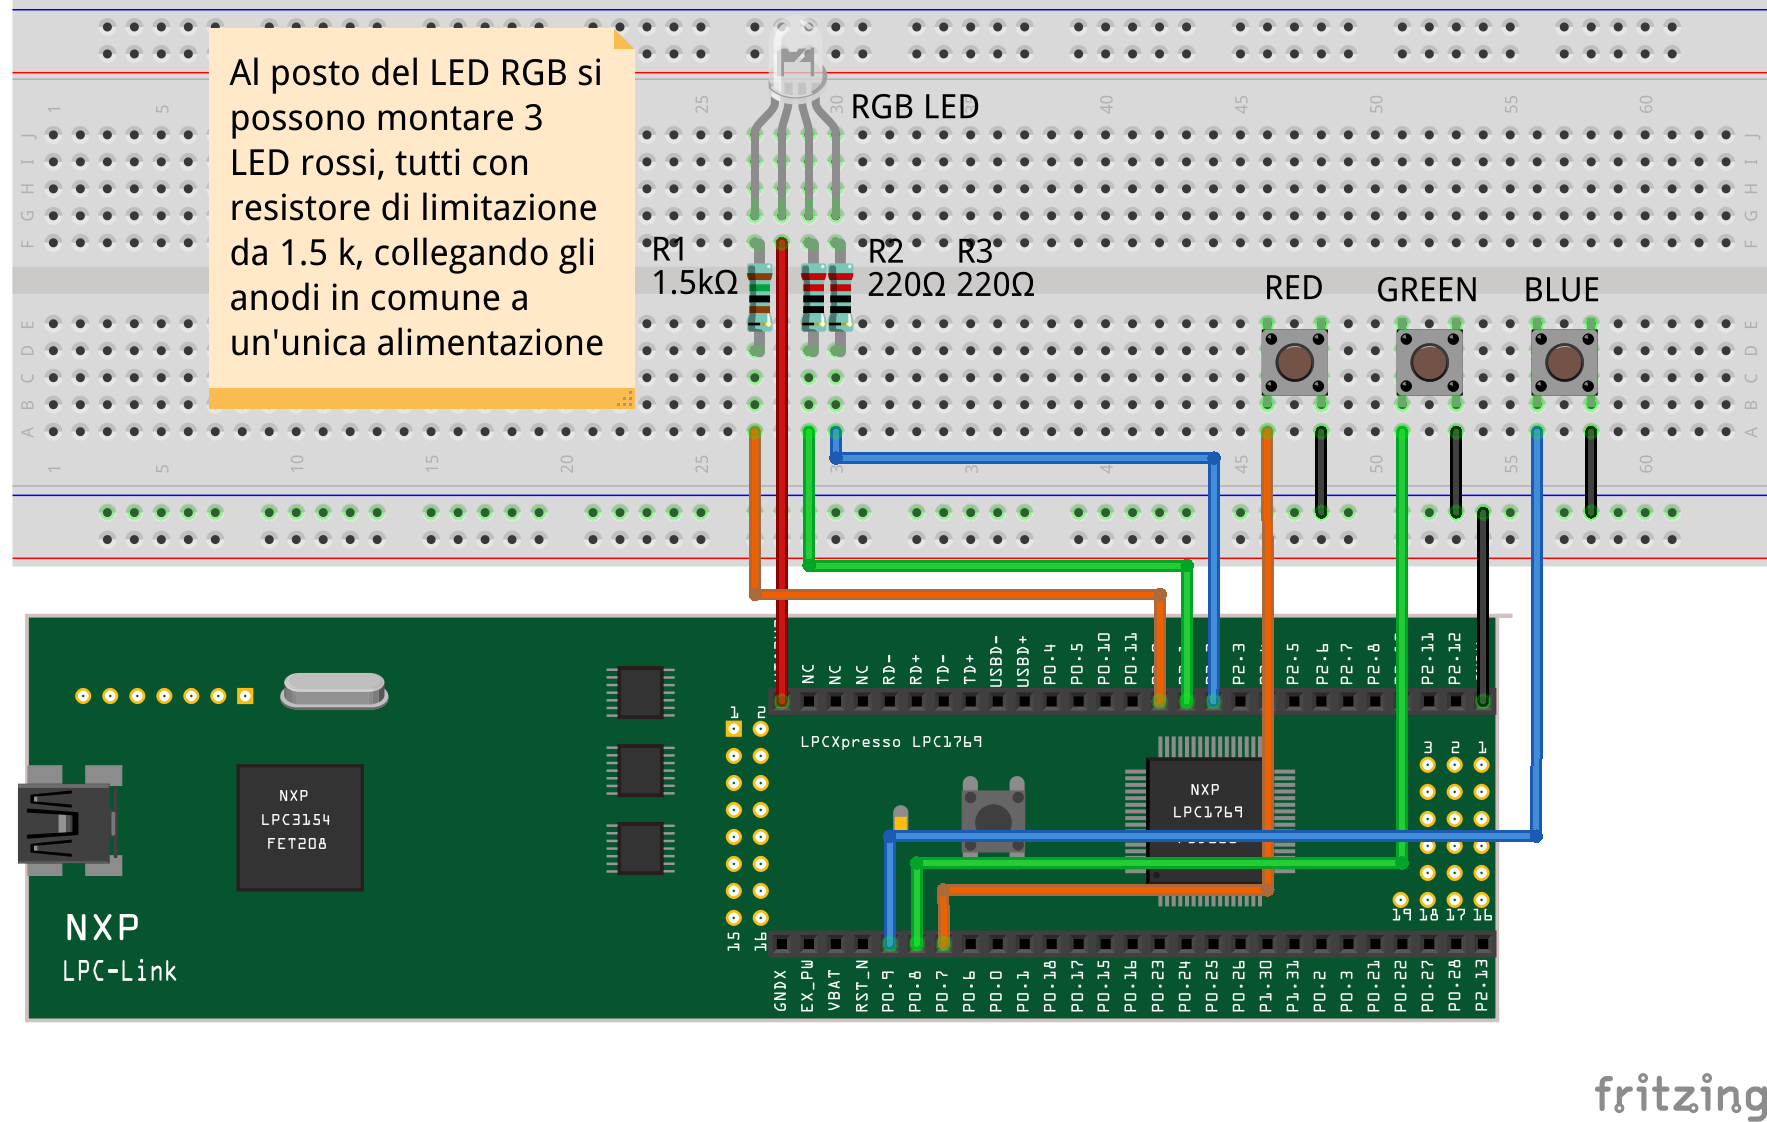 Al posto del LED RGB si
possono montare 3
LED rossi, tutti con
resistore di limitazione
da 1.5 k, collegando gli
anodi in comune a
un'unica alimentazione
RGB LED
R1
1.5kΩ
R2
220Ω
R3
220Ω
RED
GREEN
BLUE
1 5 25 30 40 45 50 55 60
J
I
H
G
F
E
D
C
B
A
J
I
H
G
F
E
D
C
B
A
1 5 10 15 20 25 40 45 50 55 60
NC
NC
NC
RD-
RD+
TD-
TD+
USBD-
USBD+
P0.4
P0.5
P0.10
P0.11
P2.3
P2.5
P2.6
P2.7
P2.8
P2.11
P2.12
1 2
LPCXpresso LPC1769
3 2 1
NXP
LPC3154
FET208
NXP
LPC1769
19 18 17 16
15 16
NXP
LPC-Link
GNDX
EX_PW
VBAT
RST_N
P0.9
P0.8
P0.7
P0.6
P0.0
P0.1
P0.18
P0.17
P0.15
P0.16
P0.23
P0.24
P0.25
P0.26
P1.30
P1.31
P0.2
P0.3
P0.21
P0.22
P0.27
P0.28
P2.13
fritzing